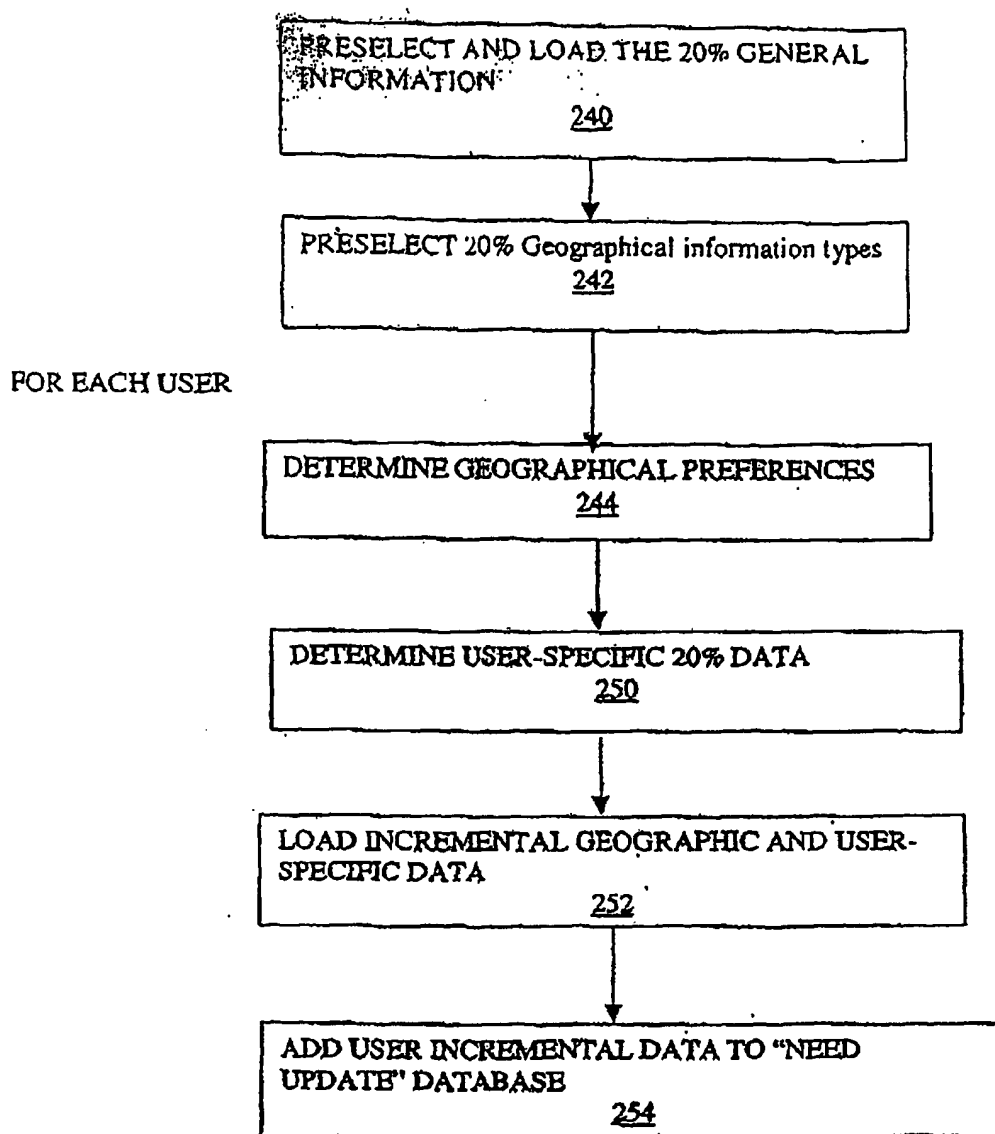 PRESELECT AND LOAD THE 20% GENERAL
INFORMATION
240
PRESELECT 20% Geographical information types
242
FOR EACH USER
DETERMINE GEOGRAPHICAL PREFERENCES
244
DETERMINE USER-SPECIFIC 20% DATA
250
LOAD INCREMENTAL GEOGRAPHIC AND USER-
SPECIFIC DATA
252
ADD USER INCREMENTAL DATA TO "NEED
UPDATE" DATABASE
254